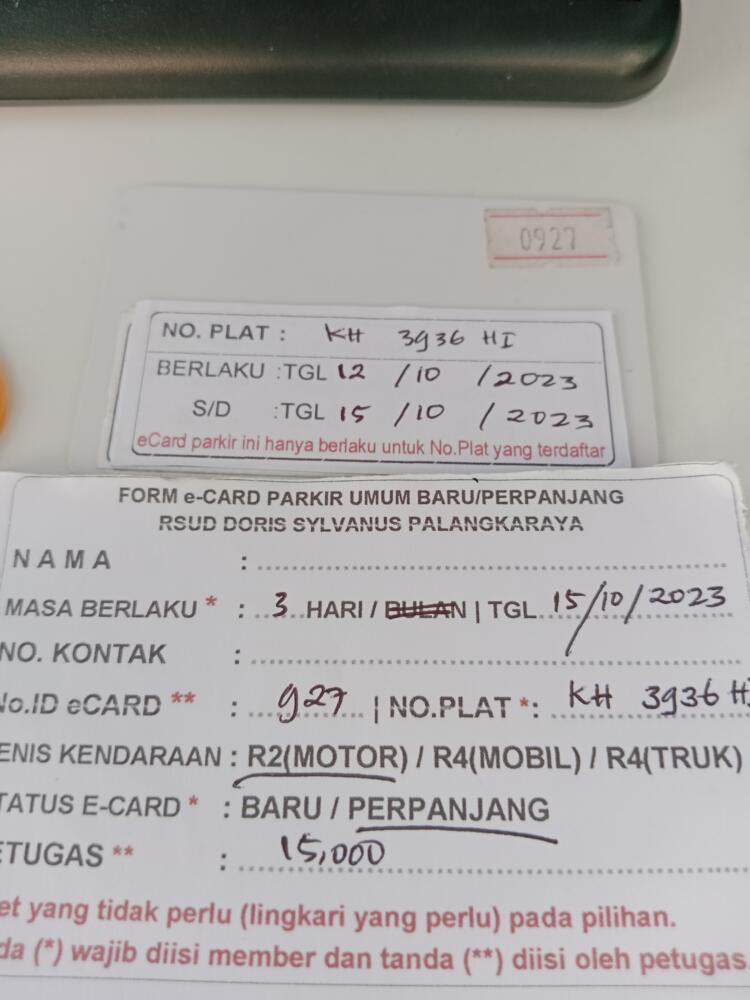 0927
NO. PLAT : KH 3936 HI
BERLAKU :TGL 12 /10 /2023
S/D :TGL 15 /10 /2023
eCard parkir ini hanya berlaku untuk No.Plat yang terdaftar
FORM e-CARD PARKIR UMUM BARU/PERPANJANG
RSUD DORIS SYLVANUS PALANGKARAYA
N A M A :
MASA BERLAKU * : 3 HARI / BULAN | TGL 15/10/2023
NO. KONTAK :
No.ID eCARD ** : 927 | NO.PLAT *: KH 3936 HI
ENIS KENDARAAN : R2(MOTOR) / R4(MOBIL) / R4(TRUK)
TATUS E-CARD * : BARU / PERPANJANG
ETUGAS ** : 15,000
et yang tidak perlu (lingkari yang perlu) pada pilihan.
da (*) wajib diisi member dan tanda (**) diisi oleh petugas.